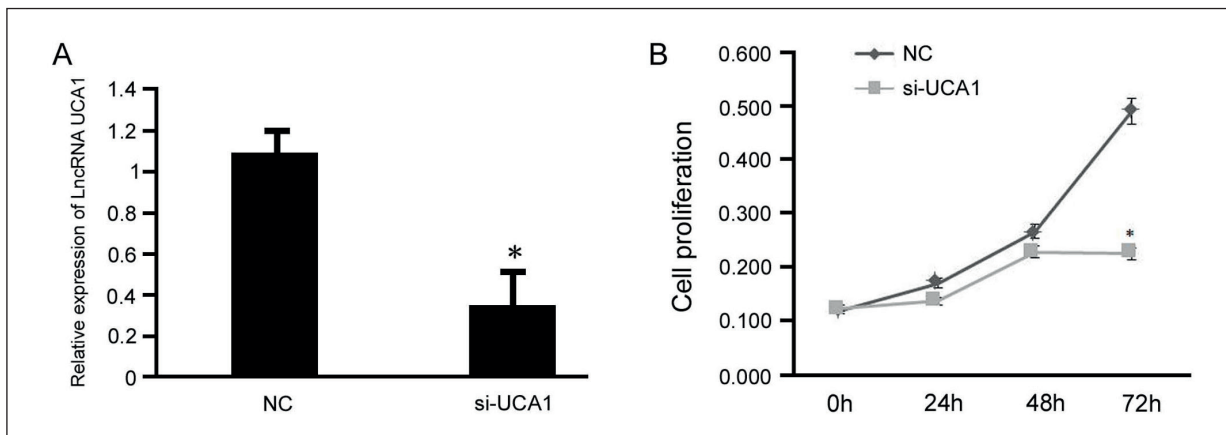 A
Relative expression of LncRNA UCA1
1.4
1.2
1
0.8
0.6
0.4
0.2
0
*
NC
si-UCA1
B
NC
si-UCA1
Cell proliferation
0.600
0.500
0.400
0.300
0.200
0.100
0.000
*
0h
24h
48h
72h